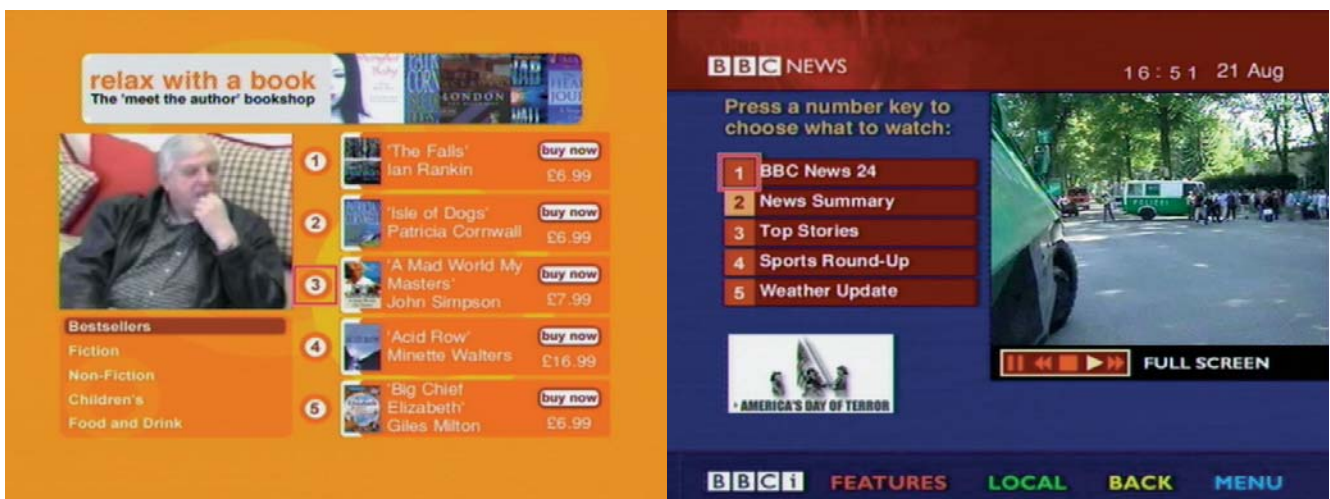 relax with a book
The 'meet the author' bookshop
LONDON
1
'The Falls'
Ian Rankin
buy now
£6.99
2
'Isle of Dogs'
Patricia Cornwall
buy now
£6.99
3
'A Mad World My
Masters'
John Simpson
buy now
£7.99
4
'Acid Row'
Minette Walters
buy now
£16.99
5
'Big Chief
Elizabeth'
Giles Milton
buy now
£6.99
Bestsellers
Fiction
Non-Fiction
Children's
Food and Drink
BBC NEWS
16:51 21 Aug
Press a number key to
choose what to watch:
1 BBC News 24
2 News Summary
3 Top Stories
4 Sports Round-Up
5 Weather Update
POLIZEI
FULL SCREEN
AMERICA'S DAY OF TERROR
BBCi FEATURES LOCAL BACK MENU